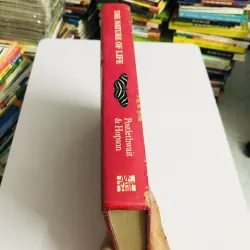 THE NATURE OF LIFE
Postlethwait
& Hopson